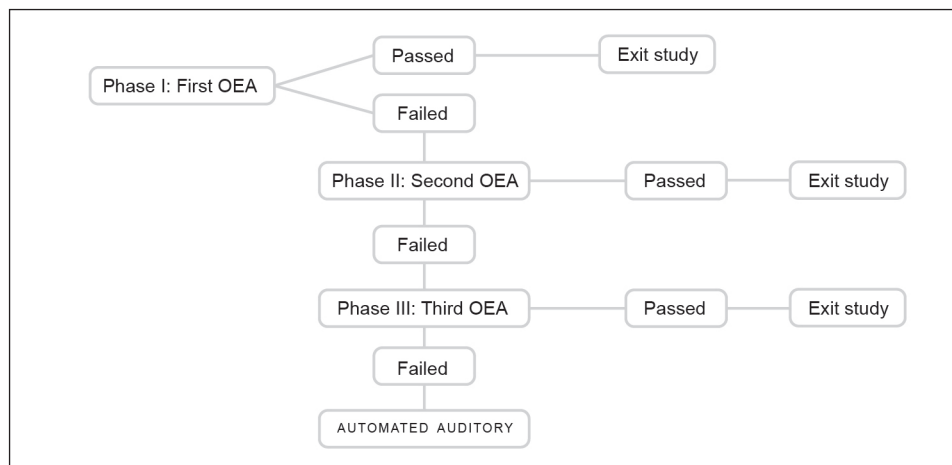 Passed
Exit study
Phase I: First OEA
Failed
Phase II: Second OEA
Passed
Exit study
Failed
Phase III: Third OEA
Passed
Exit study
Failed
AUTOMATED AUDITORY